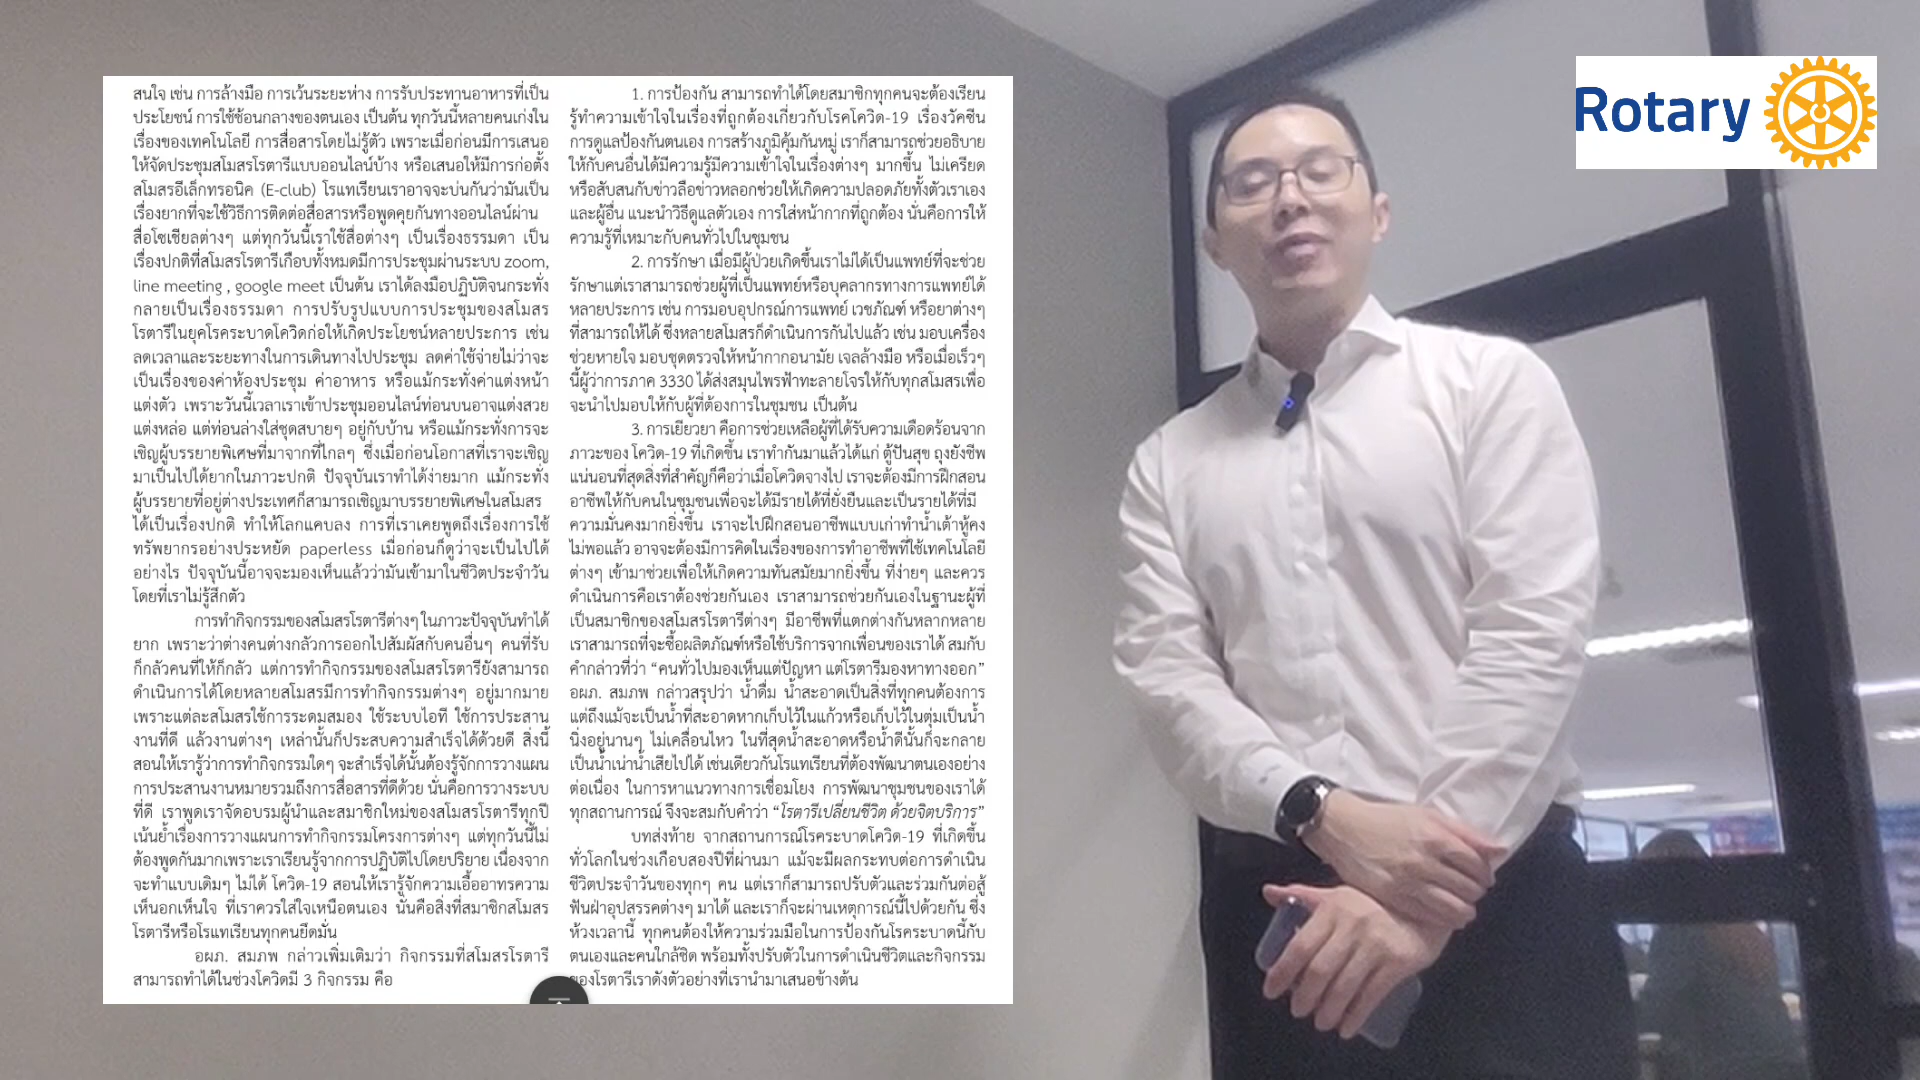 สนใจ เช่น การล้างมือ การเว้นระยะห่าง การรับประทานอาหารที่เป็น
ประโยชน์ การใช้ช้อนกลางของตนเอง เป็นต้น ทุกวันนี้หลายคนเก่งใน
เรื่องของเทคโนโลยี การสื่อสารโดยไม่รู้ตัว เพราะเมื่อก่อนมีการเสนอ
ให้จัดประชุมสโมสรโรตารีแบบออนไลน์บ้าง หรือเสนอให้มีการก่อตั้ง
สโมสรอีเล็กทรอนิค (E-club) โรแทเรียนเราอาจจะบ่นกันว่ามันเป็น
เรื่องยากที่จะใช้วิธีการติดต่อสื่อสารหรือพูดคุยกันทางออนไลน์ผ่าน
สื่อโซเชียลต่างๆ แต่ทุกวันนี้เราใช้สื่อต่างๆ เป็นเรื่องธรรมดา เป็น
เรื่องปกติที่สโมสรโรตารีเกือบทั้งหมดมีการประชุมผ่านระบบ zoom,
line meeting , google meet เป็นต้น เราได้ลงมือปฏิบัติจนกระทั่ง
กลายเป็นเรื่องธรรมดา การปรับรูปแบบการประชุมของสโมสร
โรตารีในยุคโรคระบาดโควิดก่อให้เกิดประโยชน์หลายประการ เช่น
ลดเวลาและระยะทางในการเดินทางไปประชุม ลดค่าใช้จ่ายไม่ว่าจะ
เป็นเรื่องของค่าห้องประชุม ค่าอาหาร หรือแม้กระทั่งค่าแต่งหน้า
แต่งตัว เพราะวันนี้เวลาเราเข้าประชุมออนไลน์ท่อนบนอาจแต่งสวย
แต่งหล่อ แต่ท่อนล่างใส่ชุดสบายๆ อยู่กับบ้าน หรือแม้กระทั่งการจะ
เชิญผู้บรรยายพิเศษที่มาจากที่ไกลๆ ซึ่งเมื่อก่อนโอกาสที่เราจะเชิญ
มาเป็นไปได้ยากในภาวะปกติ ปัจจุบันเราทำได้ง่ายมาก แม้กระทั่ง
ผู้บรรยายที่อยู่ต่างประเทศก็สามารถเชิญมาบรรยายพิเศษในสโมสร
ได้เป็นเรื่องปกติ ทำให้โลกแคบลง การที่เราเคยพูดถึงเรื่องการใช้
ทรัพยากรอย่างประหยัด paperless เมื่อก่อนก็ดูว่าจะเป็นไปได้
อย่างไร ปัจจุบันนี้อาจจะมองเห็นแล้วว่ามันเข้ามาในชีวิตประจำวัน
โดยที่เราไม่รู้สึกตัว
การทำกิจกรรมของสโมสรโรตารีต่างๆ ในภาวะปัจจุบันทำได้
ยาก เพราะว่าต่างคนต่างกลัวการออกไปสัมผัสกับคนอื่นๆ คนที่รับ
ก็กลัวคนที่ให้ก็กลัว แต่การทำกิจกรรมของสโมสรโรตารียังสามารถ
ดำเนินการได้โดยหลายสโมสรมีการทำกิจกรรมต่างๆ อยู่มากมาย
เพราะแต่ละสโมสรใช้การระดมสมอง ใช้ระบบไอที ใช้การประสาน
งานที่ดี แล้วงานต่างๆ เหล่านั้นก็ประสบความสำเร็จได้ด้วยดี สิ่งนี้
สอนให้เรารู้ว่าการทำกิจกรรมใดๆ จะสำเร็จได้นั้นต้องรู้จักการวางแผน
การประสานงานหมายรวมถึงการสื่อสารที่ดีด้วย นั่นคือการวางระบบ
ที่ดี เราพูดเราจัดอบรมผู้นำและสมาชิกใหม่ของสโมสรโรตารีทุกปี
เน้นย้ำเรื่องการวางแผนการทำกิจกรรมโครงการต่างๆ แต่ทุกวันนี้ไม่
ต้องพูดกันมากเพราะเราเรียนรู้จากการปฏิบัติไปโดยปริยาย เนื่องจาก
จะทำแบบเดิมๆ ไม่ได้ โควิด-19 สอนให้เรารู้จักความเอื้ออาทรความ
เห็นอกเห็นใจ ที่เราควรใส่ใจเหนือตนเอง นั่นคือสิ่งที่สมาชิกสโมสร
โรตารีหรือโรแทเรียนทุกคนยึดมั่น
อผภ. สมภพ กล่าวเพิ่มเติมว่า กิจกรรมที่สโมสรโรตารี
สามารถทำได้ในช่วงโควิดมี 3 กิจกรรม คือ
1. การป้องกัน สามารถทำได้โดยสมาชิกทุกคนจะต้องเรียน
รู้ทำความเข้าใจในเรื่องที่ถูกต้องเกี่ยวกับโรคโควิด-19 เรื่องวัคซีน
การดูแลป้องกันตนเอง การสร้างภูมิคุ้มกันหมู่ เราก็สามารถช่วยอธิบาย
ให้กับคนอื่นได้มีความรู้มีความเข้าใจในเรื่องต่างๆ มากขึ้น ไม่เครียด
หรือสับสนกับข่าวลือข่าวหลอกช่วยให้เกิดความปลอดภัยทั้งตัวเราเอง
และผู้อื่น แนะนำวิธีดูแลตัวเอง การใส่หน้ากากที่ถูกต้อง นั่นคือการให้
ความรู้ที่เหมาะกับคนทั่วไปในชุมชน
2. การรักษา เมื่อมีผู้ป่วยเกิดขึ้นเราไม่ได้เป็นแพทย์ที่จะช่วย
รักษาแต่เราสามารถช่วยผู้ที่เป็นแพทย์หรือบุคลากรทางการแพทย์ได้
หลายประการ เช่น การมอบอุปกรณ์การแพทย์ เวชภัณฑ์ หรือยาต่างๆ
ที่สามารถให้ได้ ซึ่งหลายสโมสรก็ดำเนินการกันไปแล้ว เช่น มอบเครื่อง
ช่วยหายใจ มอบชุดตรวจให้หน้ากากอนามัย เจลล้างมือ หรือเมื่อเร็วๆ
นี้ผู้ว่าการภาค 3330 ได้ส่งสมุนไพรฟ้าทะลายโจรให้กับทุกสโมสรเพื่อ
จะนำไปมอบให้กับผู้ที่ต้องการในชุมชน เป็นต้น
3. การเยียวยา คือการช่วยเหลือผู้ที่ได้รับความเดือดร้อนจาก
ภาวะของ โควิด-19 ที่เกิดขึ้น เราทำกันมาแล้วได้แก่ ตู้ปันสุข ถุงยังชีพ
แน่นอนที่สุดสิ่งที่สำคัญก็คือว่าเมื่อโควิดจางไป เราจะต้องมีการฝึกสอน
อาชีพให้กับคนในชุมชนเพื่อจะได้มีรายได้ที่ยั่งยืนและเป็นรายได้ที่มี
ความมั่นคงมากยิ่งขึ้น เราจะไปฝึกสอนอาชีพแบบเก่าทำน้ำเต้าหู้คง
ไม่พอแล้ว อาจจะต้องมีการคิดในเรื่องของการทำอาชีพที่ใช้เทคโนโลยี
ต่างๆ เข้ามาช่วยเพื่อให้เกิดความทันสมัยมากยิ่งขึ้น ที่ง่ายๆ และควร
ดำเนินการคือเราต้องช่วยกันเอง เราสามารถช่วยกันเองในฐานะผู้ที่
เป็นสมาชิกของสโมสรโรตารีต่างๆ มีอาชีพที่แตกต่างกันหลากหลาย
เราสามารถที่จะซื้อผลิตภัณฑ์หรือใช้บริการจากเพื่อนของเราได้ สมกับ
คำกล่าวที่ว่า “คนทั่วไปมองเห็นแต่ปัญหา แต่โรตารีมองหาทางออก”
อผภ. สมภพ กล่าวสรุปว่า น้ำดื่ม น้ำสะอาดเป็นสิ่งที่ทุกคนต้องการ
แต่ถึงแม้จะเป็นน้ำที่สะอาดหากเก็บไว้ในแก้วหรือเก็บไว้ในตุ่มเป็นน้ำ
นิ่งอยู่นานๆ ไม่เคลื่อนไหว ในที่สุดน้ำสะอาดหรือน้ำดีนั้นก็จะกลาย
เป็นน้ำเน่าน้ำเสียไปได้ เช่นเดียวกันโรแทเรียนที่ต้องพัฒนาตนเองอย่าง
ต่อเนื่อง ในการหาแนวทางการเชื่อมโยง การพัฒนาชุมชนของเราได้
ทุกสถานการณ์ จึงจะสมกับคำว่า “โรตารีเปลี่ยนชีวิต ด้วยจิตบริการ”
บทส่งท้าย จากสถานการณ์โรคระบาดโควิด-19 ที่เกิดขึ้น
ทั่วโลกในช่วงเกือบสองปีที่ผ่านมา แม้จะมีผลกระทบต่อการดำเนิน
ชีวิตประจำวันของทุกๆ คน แต่เราก็สามารถปรับตัวและร่วมกันต่อสู้
ฟันฝ่าอุปสรรคต่างๆ มาได้ และเราก็จะผ่านเหตุการณ์นี้ไปด้วยกัน ซึ่ง
ห้วงเวลานี้ ทุกคนต้องให้ความร่วมมือในการป้องกันโรคระบาดนี้กับ
ตนเองและคนใกล้ชิด พร้อมทั้งปรับตัวในการดำเนินชีวิตและกิจกรรม
ของโรตารีเราดังตัวอย่างที่เรานำมาเสนอข้างต้น
Rotary